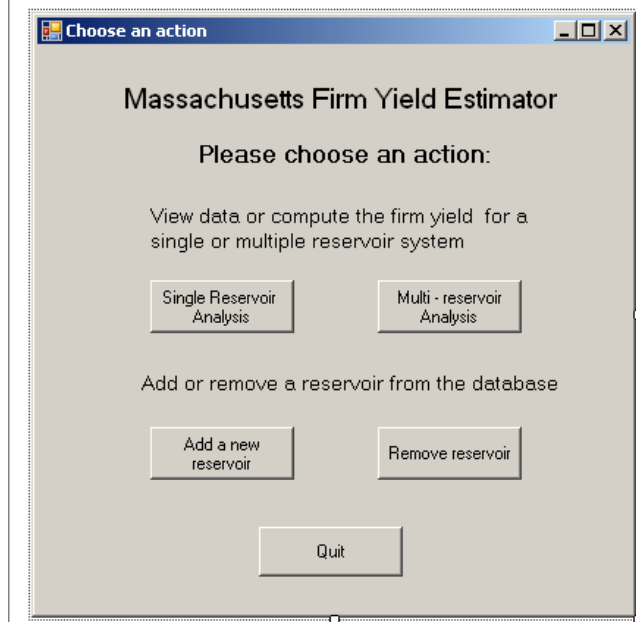 Choose an action
Massachusetts Firm Yield Estimator
Please choose an action:
View data or compute the firm yield for a
single or multiple reservoir system
Single Reservoir
Analysis
Multi - reservoir
Analysis
Add or remove a reservoir from the database
Add a new
reservoir
Remove reservoir
Quit